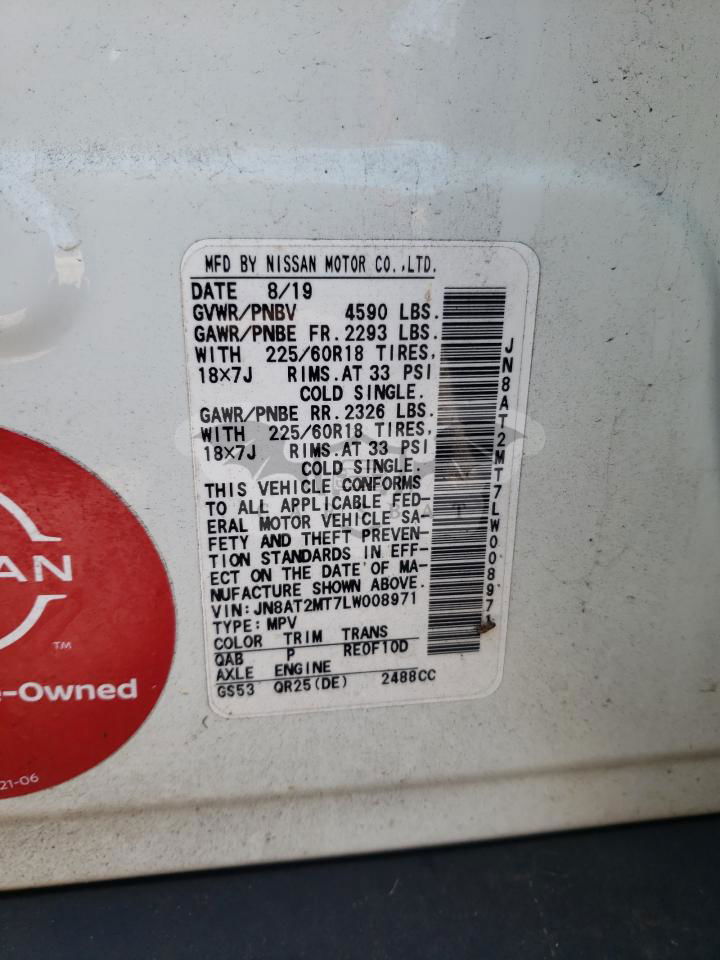 MFD BY NISSAN MOTOR CO.,LTD.
DATE 8/19
GVWR/PNBV 4590 LBS.
GAWR/PNBE FR. 2293 LBS.
WITH 225/60R18 TIRES,
18×7J RIMS. AT 33 PSI
COLD SINGLE.
GAWR/PNBE RR. 2326 LBS.
WITH 225/60R18 TIRES,
18×7J RIMS. AT 33 PSI
COLD SINGLE.
THIS VEHICLE CONFORMS
TO ALL APPLICABLE FED-
ERAL MOTOR VEHICLE SA-
FETY AND THEFT PREVEN-
TION STANDARDS IN EFF-
ECT ON THE DATE OF MA-
NUFACTURE SHOWN ABOVE.
VIN: JN8AT2MT7LW008971
TYPE: MPV
COLOR TRIM TRANS
QAB P RE0F10D
AXLE ENGINE
GS53 QR25(DE) 2488CC
JN8AT2MT7LW008971
SAN
TM
e-Owned
21-06